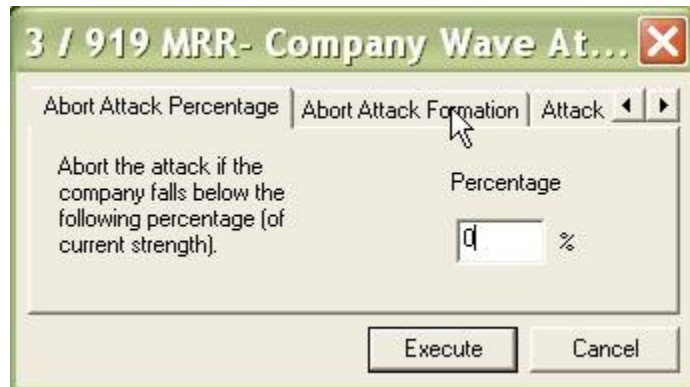 3 / 919 MRR- Company Wave At...
Abort Attack Percentage
Abort Attack Formation
Attack
Abort the attack if the
company falls below the
following percentage (of
current strength).
Percentage
0 %
Execute
Cancel